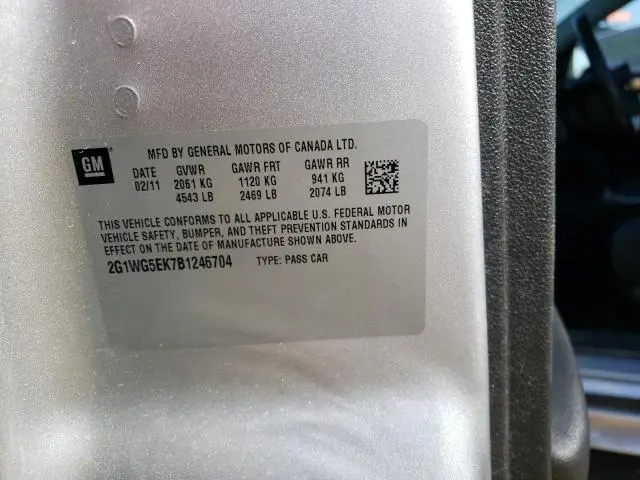 GM
MFD BY GENERAL MOTORS OF CANADA LTD.
DATE GVWR GAWR FRT GAWR RR
02/11 2061 KG 1120 KG 941 KG
4543 LB 2469 LB 2074 LB
THIS VEHICLE CONFORMS TO ALL APPLICABLE U.S. FEDERAL MOTOR
VEHICLE SAFETY, BUMPER, AND THEFT PREVENTION STANDARDS IN
EFFECT ON THE DATE OF MANUFACTURE SHOWN ABOVE.
2G1WG5EK7B1246704 TYPE: PASS CAR